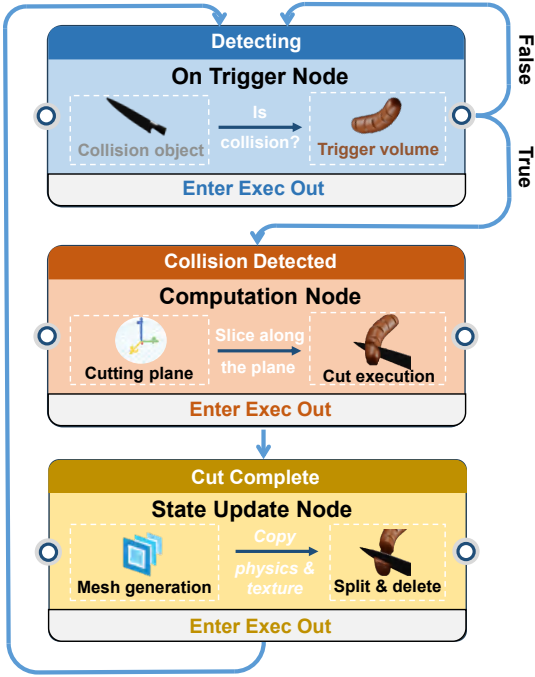 Detecting
On Trigger Node
Is
collision?
Collision object
Trigger volume
Enter Exec Out
False
True
Collision Detected
Computation Node
Slice along
the plane
Cutting plane
Cut execution
Enter Exec Out
Cut Complete
State Update Node
Copy
physics &
texture
Mesh generation
Split & delete
Enter Exec Out